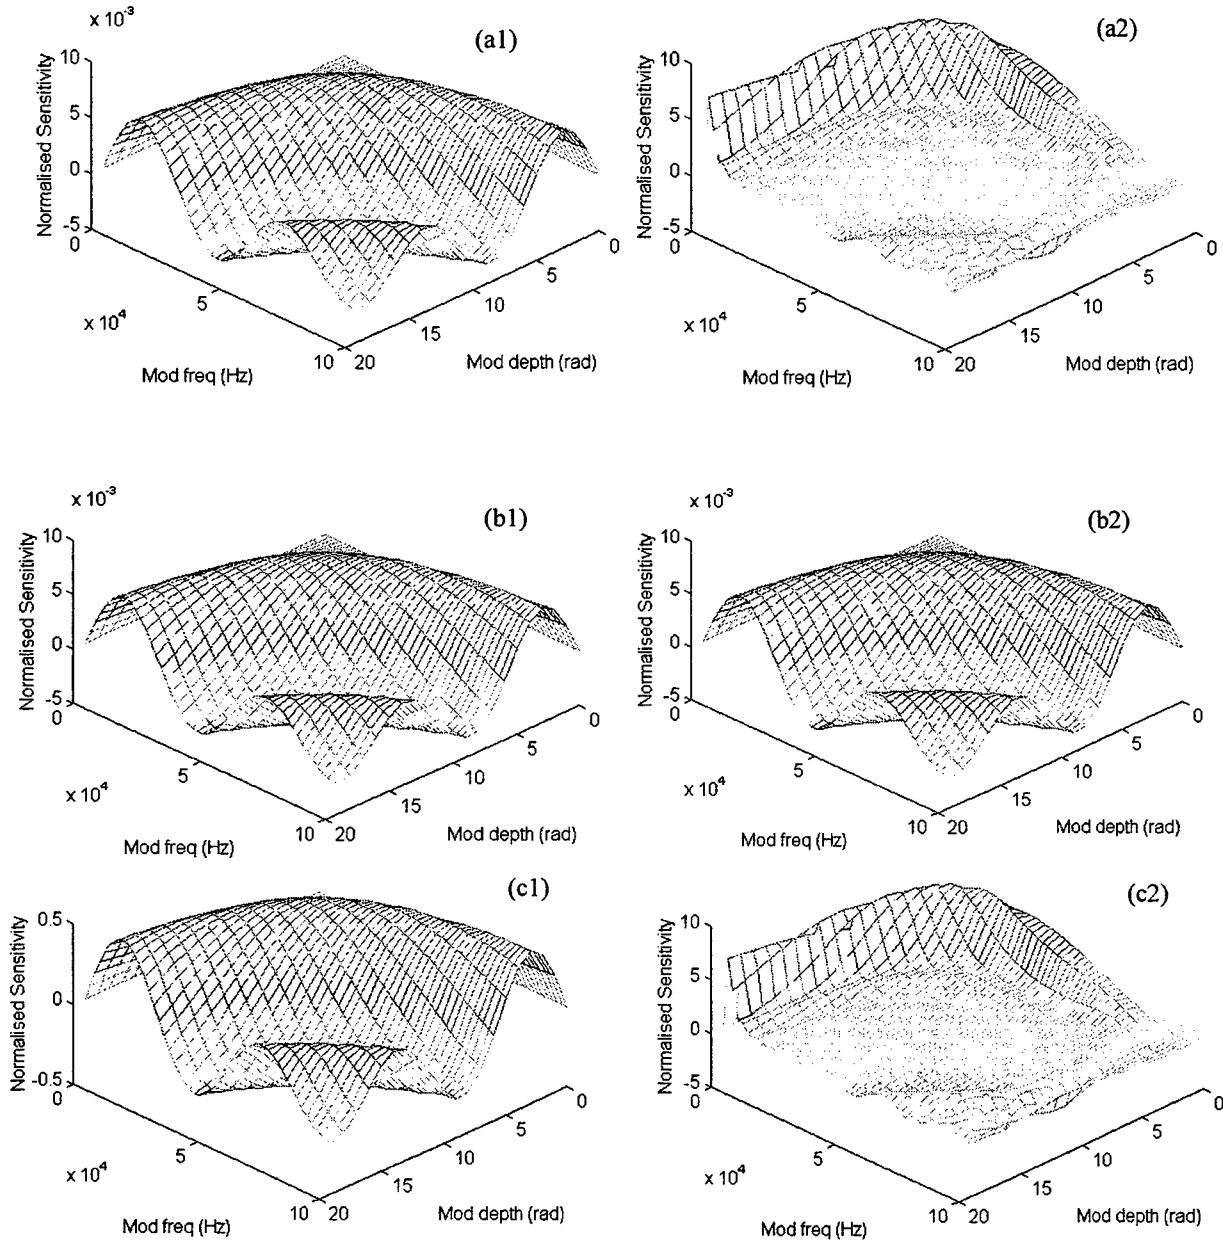 x 10-3
(a1)
10
5
0
-5
Normalised Sensitivity
0
5
10
x 104
Mod freq (Hz)
20
15
10
5
0
Mod depth (rad)
(a2)
10
5
0
-5
Normalised Sensitivity
0
5
10
x 104
Mod freq (Hz)
20
15
10
5
0
Mod depth (rad)
x 10-3
(b1)
10
5
0
-5
Normalised Sensitivity
0
5
10
x 104
Mod freq (Hz)
20
15
10
5
0
Mod depth (rad)
x 10-3
(b2)
10
5
0
-5
Normalised Sensitivity
0
5
10
x 104
Mod freq (Hz)
20
15
10
5
0
Mod depth (rad)
(c1)
0.5
0
-0.5
Normalised Sensitivity
0
5
10
x 104
Mod freq (Hz)
20
15
10
5
0
Mod depth (rad)
(c2)
10
5
0
-5
Normalised Sensitivity
0
5
10
x 104
Mod freq (Hz)
20
15
10
5
0
Mod depth (rad)